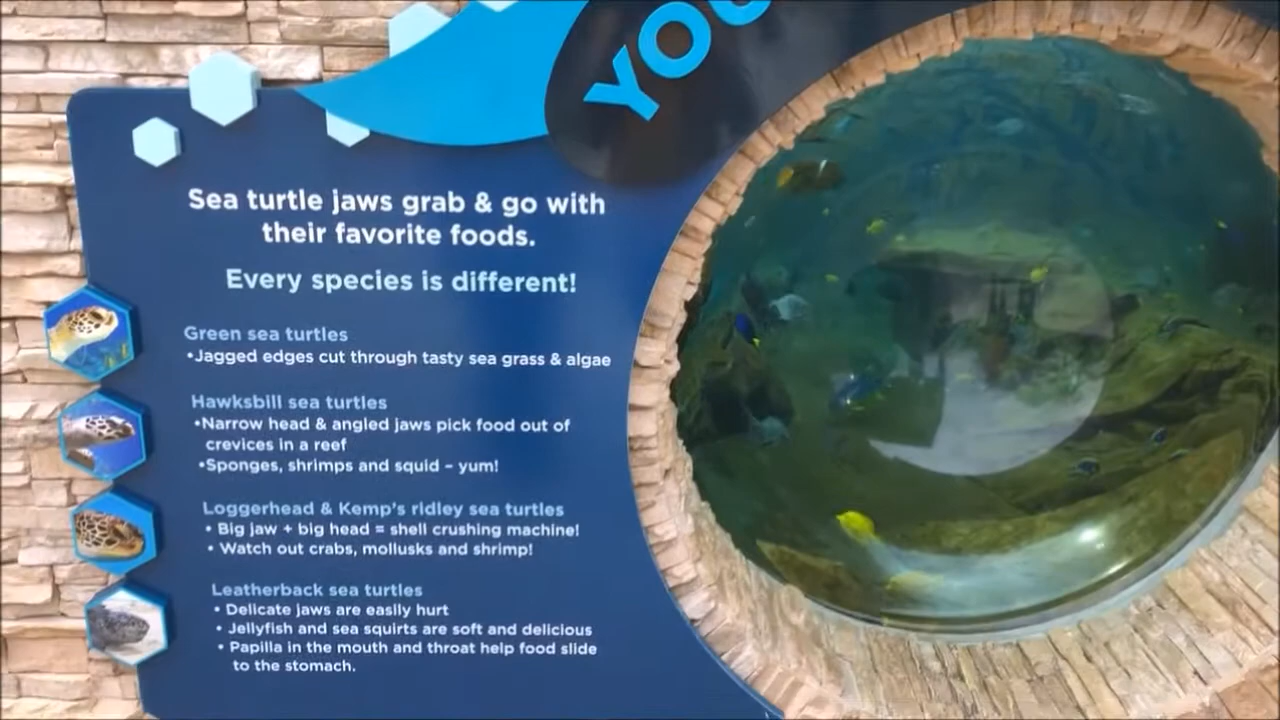 YOU
Sea turtle jaws grab & go with
their favorite foods.
Every species is different!
Green sea turtles
•Jagged edges cut through tasty sea grass & algae
Hawksbill sea turtles
•Narrow head & angled jaws pick food out of
crevices in a reef
•Sponges, shrimps and squid – yum!
Loggerhead & Kemp's ridley sea turtles
• Big jaw + big head = shell crushing machine!
• Watch out crabs, mollusks and shrimp!
Leatherback sea turtles
• Delicate jaws are easily hurt
• Jellyfish and sea squirts are soft and delicious
• Papilla in the mouth and throat help food slide
to the stomach.